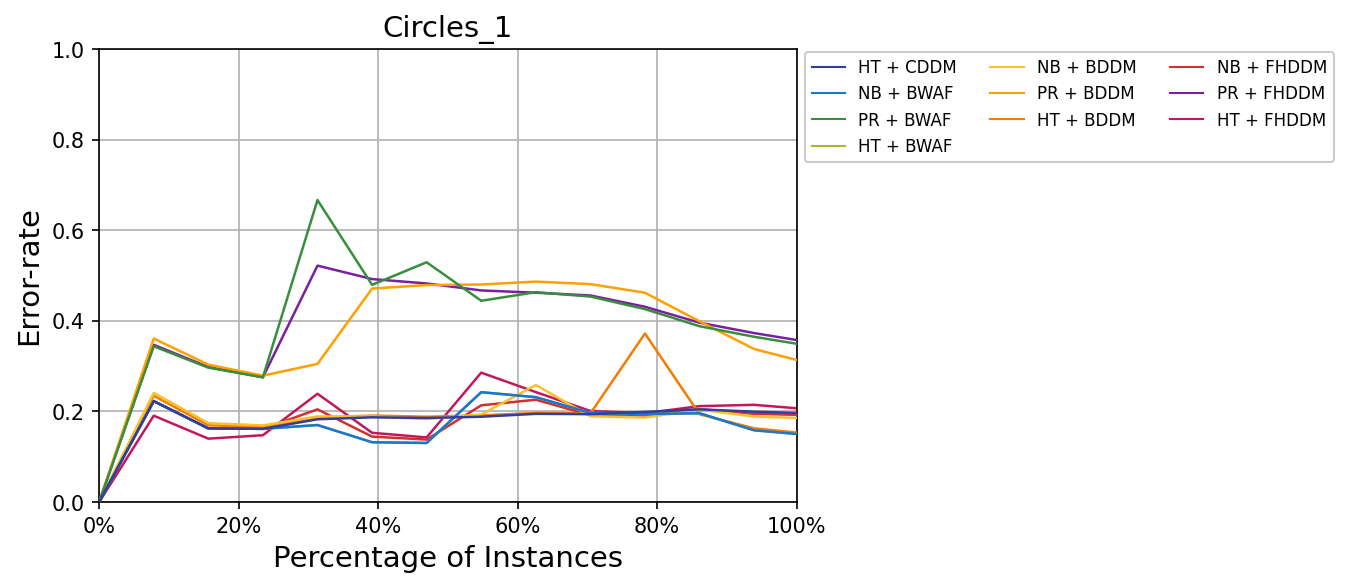 Circles_1
Error-rate
1.0
0.8
0.6
0.4
0.2
0.0
0% 20% 40% 60% 80% 100%
Percentage of Instances
HT + CDDM
NB + BWAF
PR + BWAF
HT + BWAF
NB + BDDM
PR + BDDM
HT + BDDM
NB + FHDDM
PR + FHDDM
HT + FHDDM